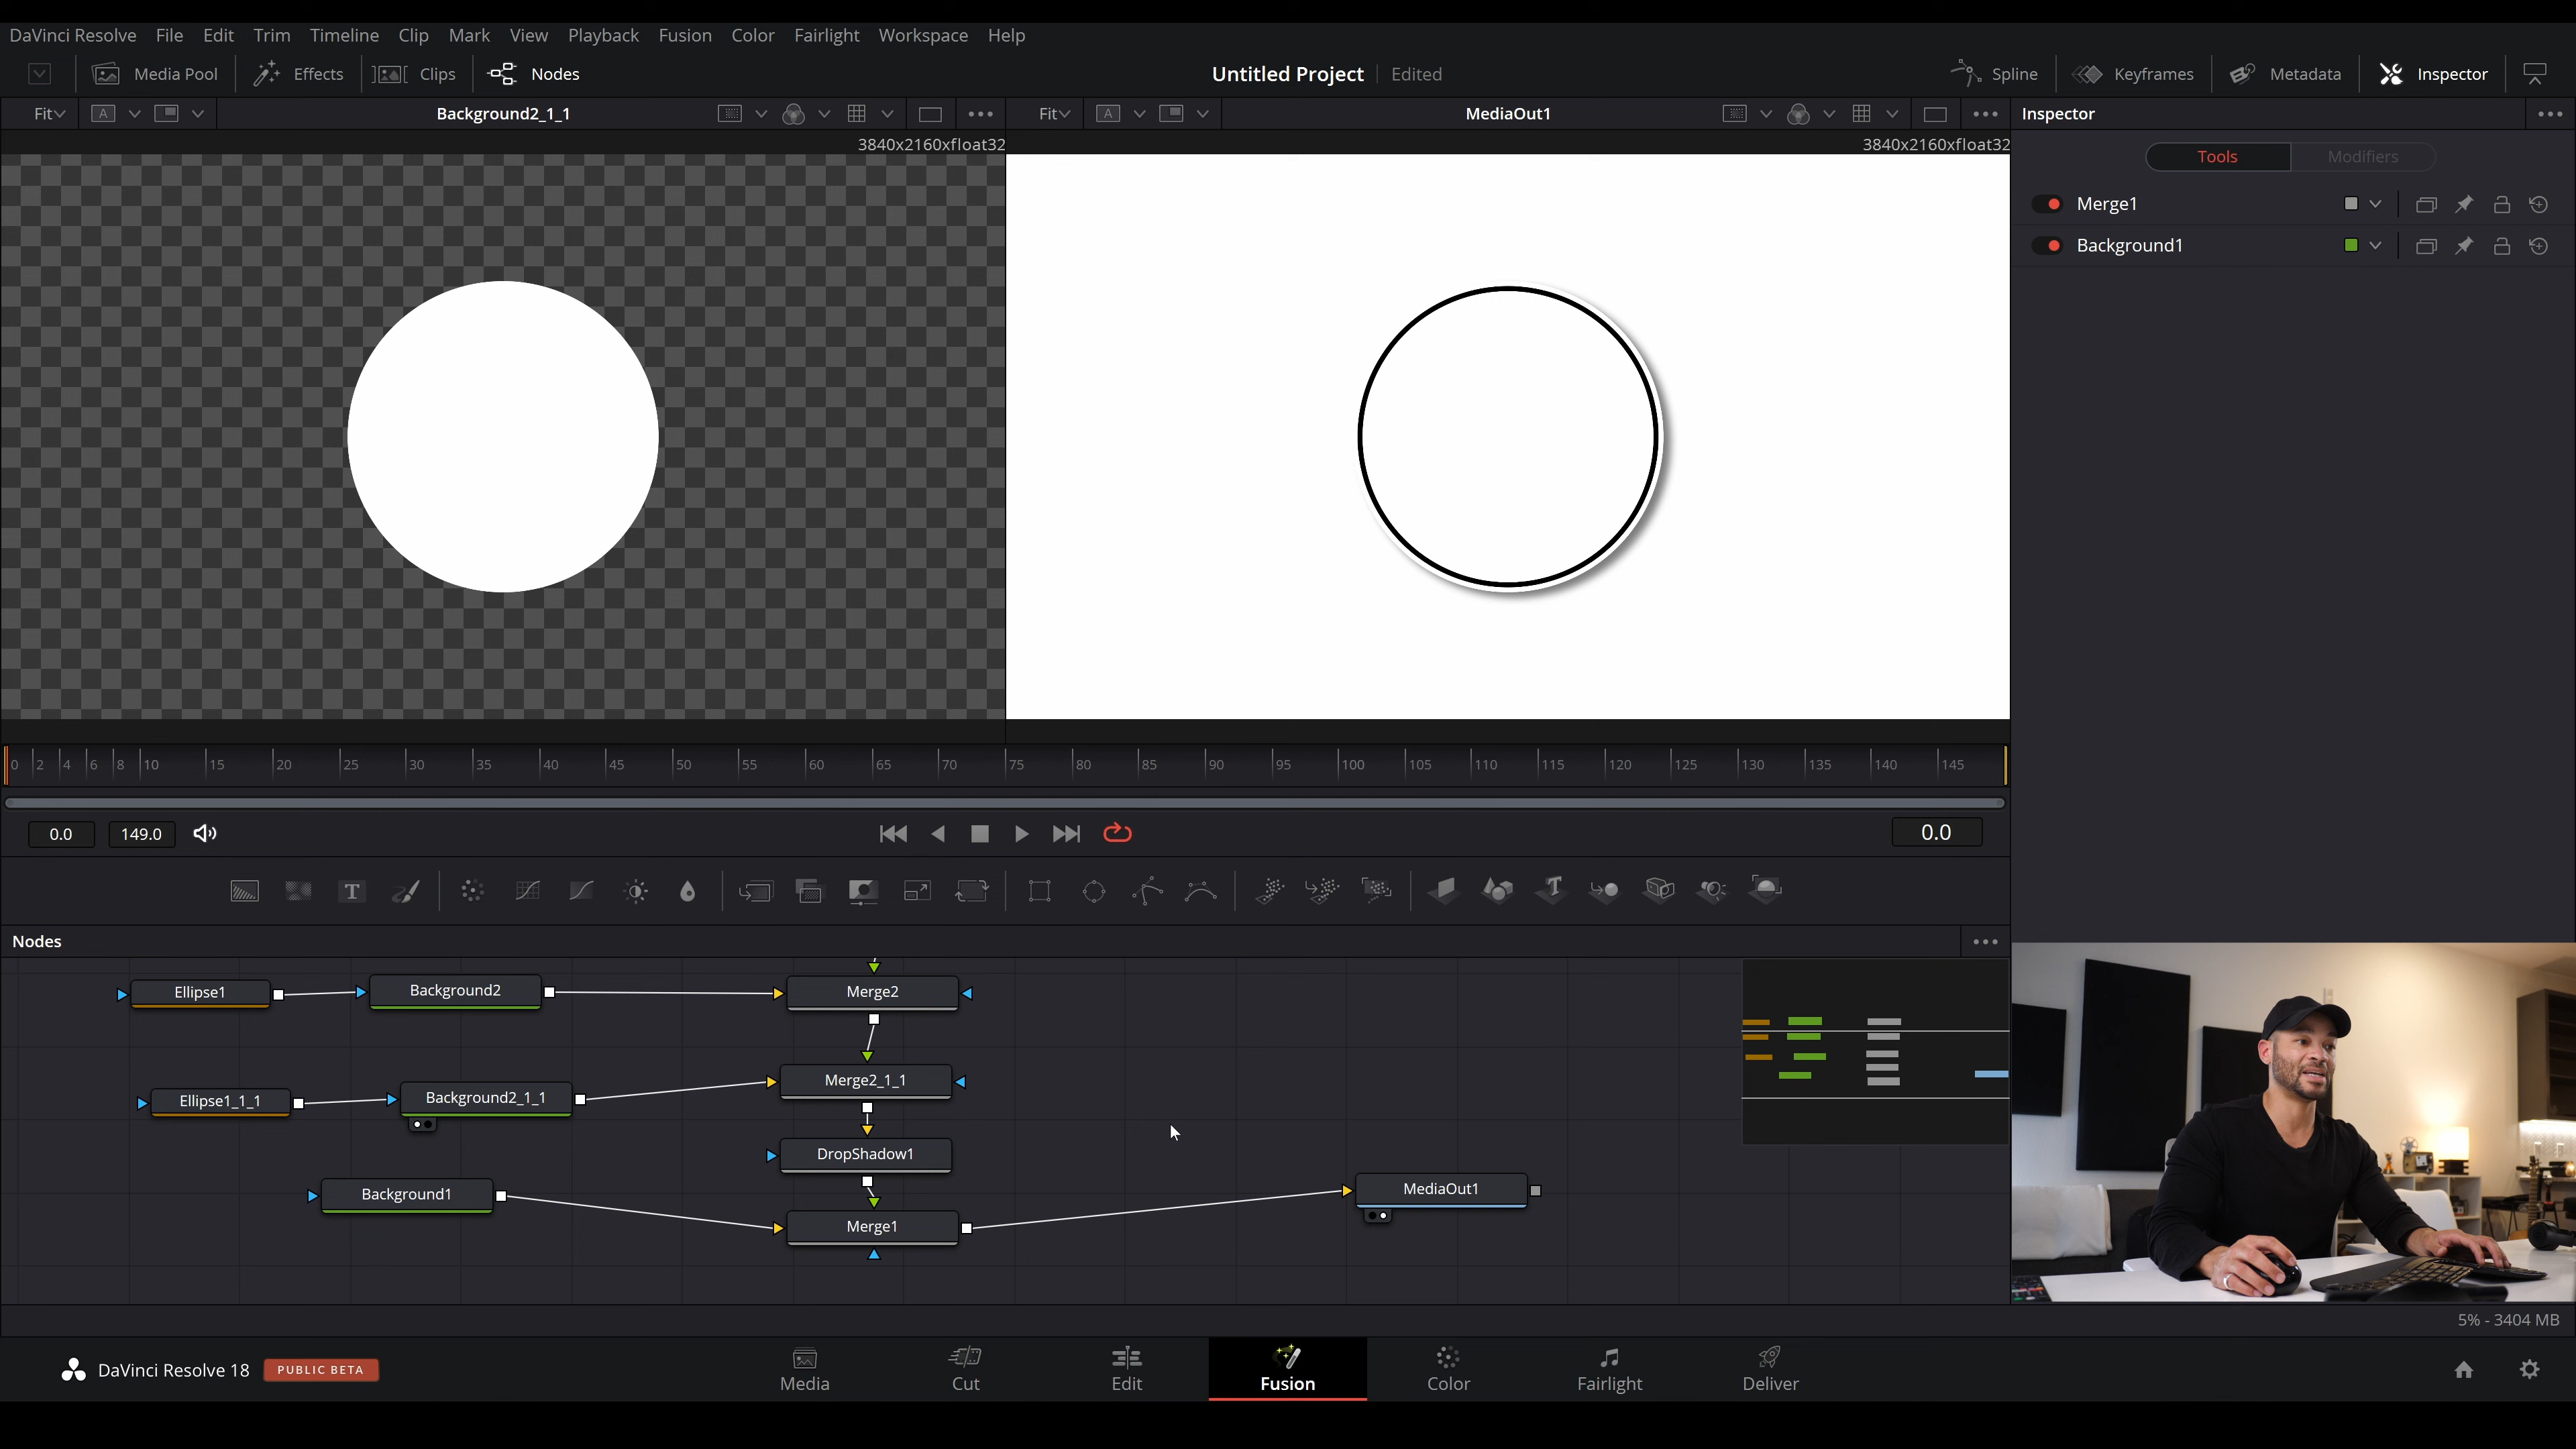 DaVinci Resolve File Edit Trim Timeline Clip Mark View Playback Fusion Color Fairlight Workspace Help
Media Pool Effects Clips Nodes Untitled Project Edited Spline Keyframes Metadata Inspector
Fit A Background2_1_1 Fit A MediaOut1 Inspector
3840x2160xfloat32 3840x2160xfloat32
Tools Modifiers
Merge1
Background1
0 2 4 6 8 10 15 20 25 30 35 40 45 50 55 60 65 70 75 80 85 90 95 100 105 110 115 120 125 130 135 140 145
0.0 149.0 0.0
T T
Nodes
Ellipse1 Background2 Merge2
Ellipse1_1_1 Background2_1_1 Merge2_1_1
DropShadow1
Background1 MediaOut1
Merge1
5% - 3404 MB
DaVinci Resolve 18 PUBLIC BETA Media Cut Edit Fusion Color Fairlight Deliver